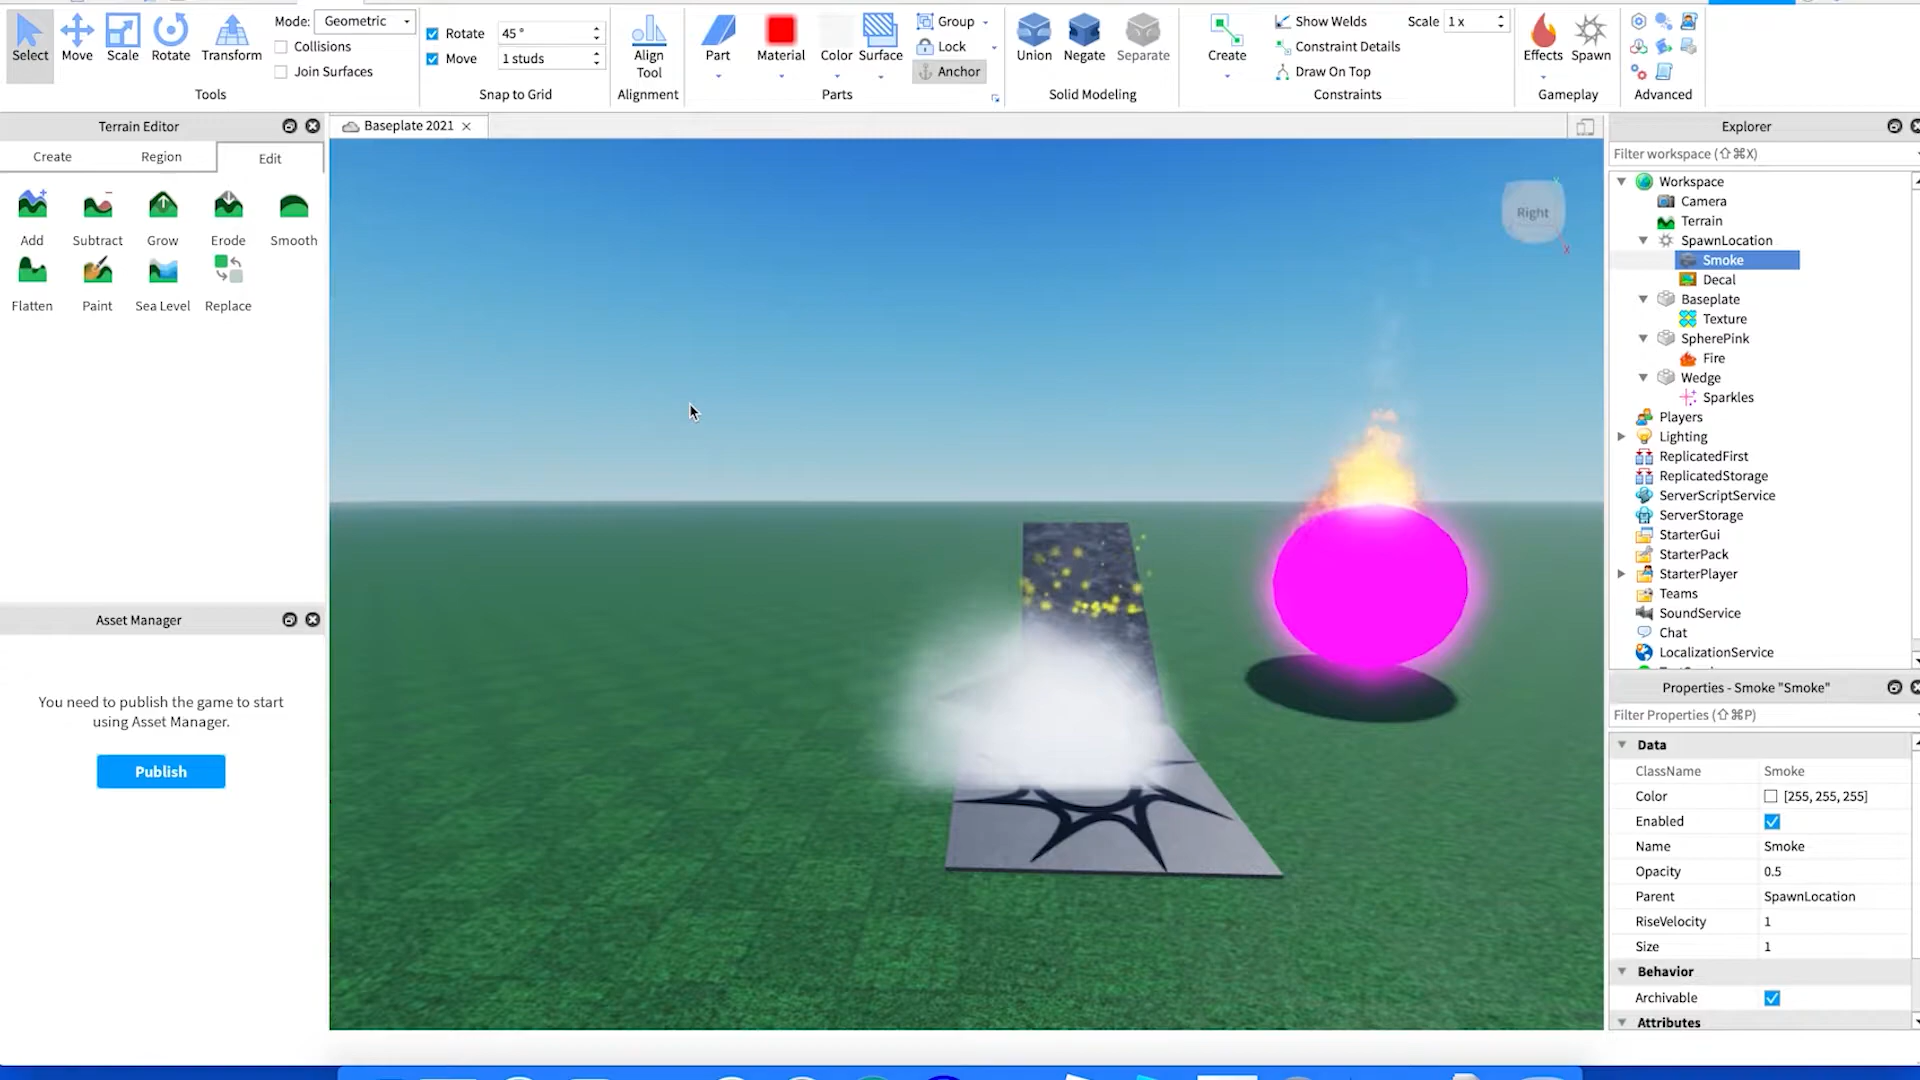 Select
Move
Scale
Rotate
Transform
Mode: Geometric
Collisions
Join Surfaces
Tools
Rotate 45 °
Move 1 studs
Snap to Grid
Align
Tool
Alignment
Part
Material
Color
Surface
Group
Lock
Anchor
Parts
Union
Negate
Separate
Solid Modeling
Create
Show Welds
Scale 1 x
Constraint Details
Draw On Top
Constraints
Effects
Spawn
Gameplay
Advanced
Terrain Editor
Create
Region
Edit
Add
Subtract
Grow
Erode
Smooth
Flatten
Paint
Sea Level
Replace
Asset Manager
You need to publish the game to start
using Asset Manager.
Publish
Baseplate 2021
Right
Y
X
Explorer
Filter workspace (⇧⌘X)
Workspace
Camera
Terrain
SpawnLocation
Smoke
Decal
Baseplate
Texture
SpherePink
Fire
Wedge
Sparkles
Players
Lighting
ReplicatedFirst
ReplicatedStorage
ServerScriptService
ServerStorage
StarterGui
StarterPack
StarterPlayer
Teams
SoundService
Chat
LocalizationService
Properties - Smoke "Smoke"
Filter Properties (⇧⌘P)
Data
ClassName Smoke
Color [255, 255, 255]
Enabled
Name Smoke
Opacity 0.5
Parent SpawnLocation
RiseVelocity 1
Size 1
Behavior
Archivable
Attributes